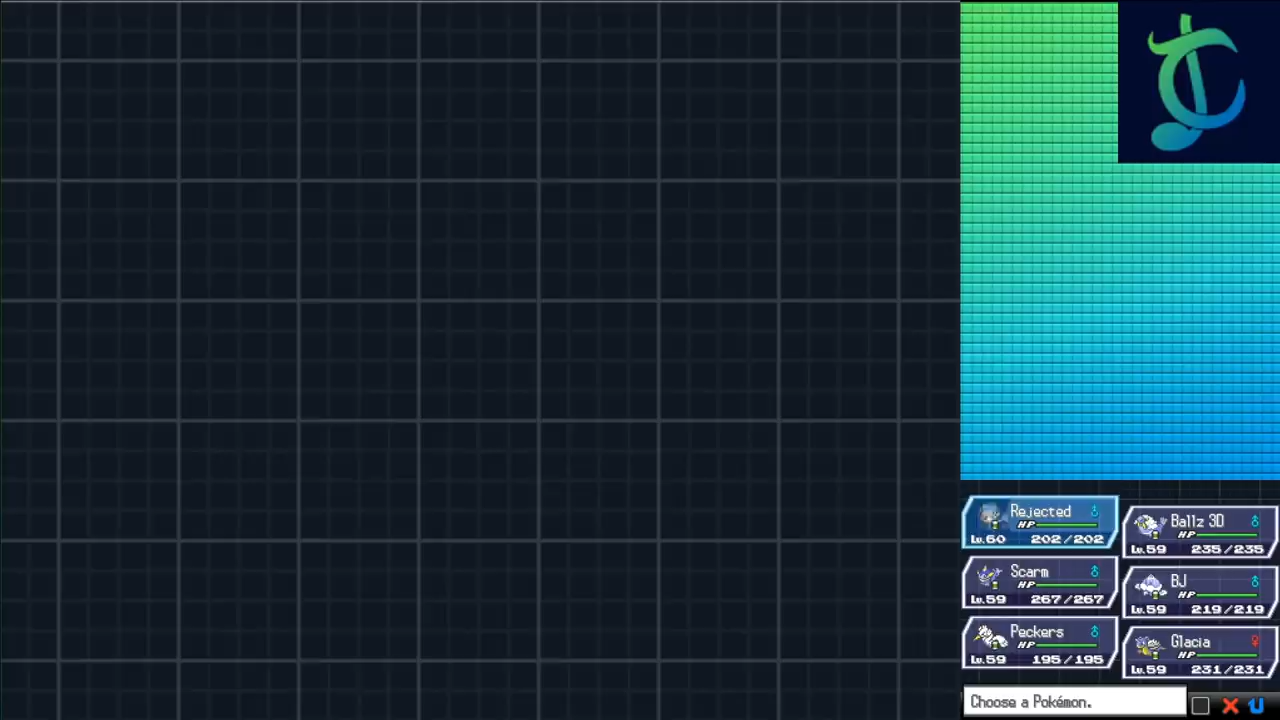 Rejected ♂
HP
Lv.60 202/202
Ballz 3D ♂
HP
Lv.59 235/235
Scarm ♂
HP
Lv.59 267/267
BJ ♂
HP
Lv.59 219/219
Peckers ♂
HP
Lv.59 195/195
Glacia ♀
HP
Lv.59 231/231
Choose a Pokémon.